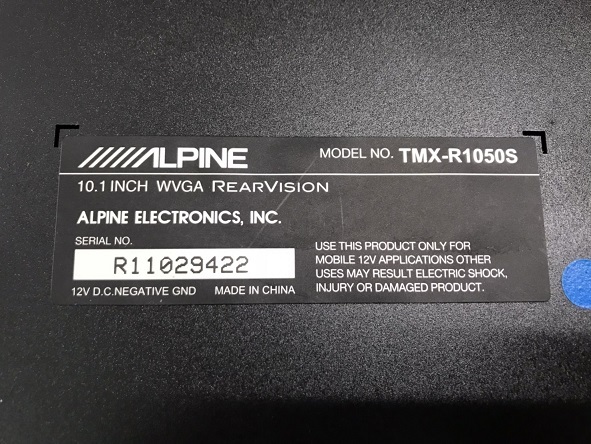 ALPINE MODEL NO. TMX-R1050S
10.1 INCH WVGA REARVISION
ALPINE ELECTRONICS, INC.
SERIAL NO.
R11029422
12V D.C.NEGATIVE GND MADE IN CHINA
USE THIS PRODUCT ONLY FOR
MOBILE 12V APPLICATIONS OTHER
USES MAY RESULT ELECTRIC SHOCK,
INJURY OR DAMAGED PRODUCT.